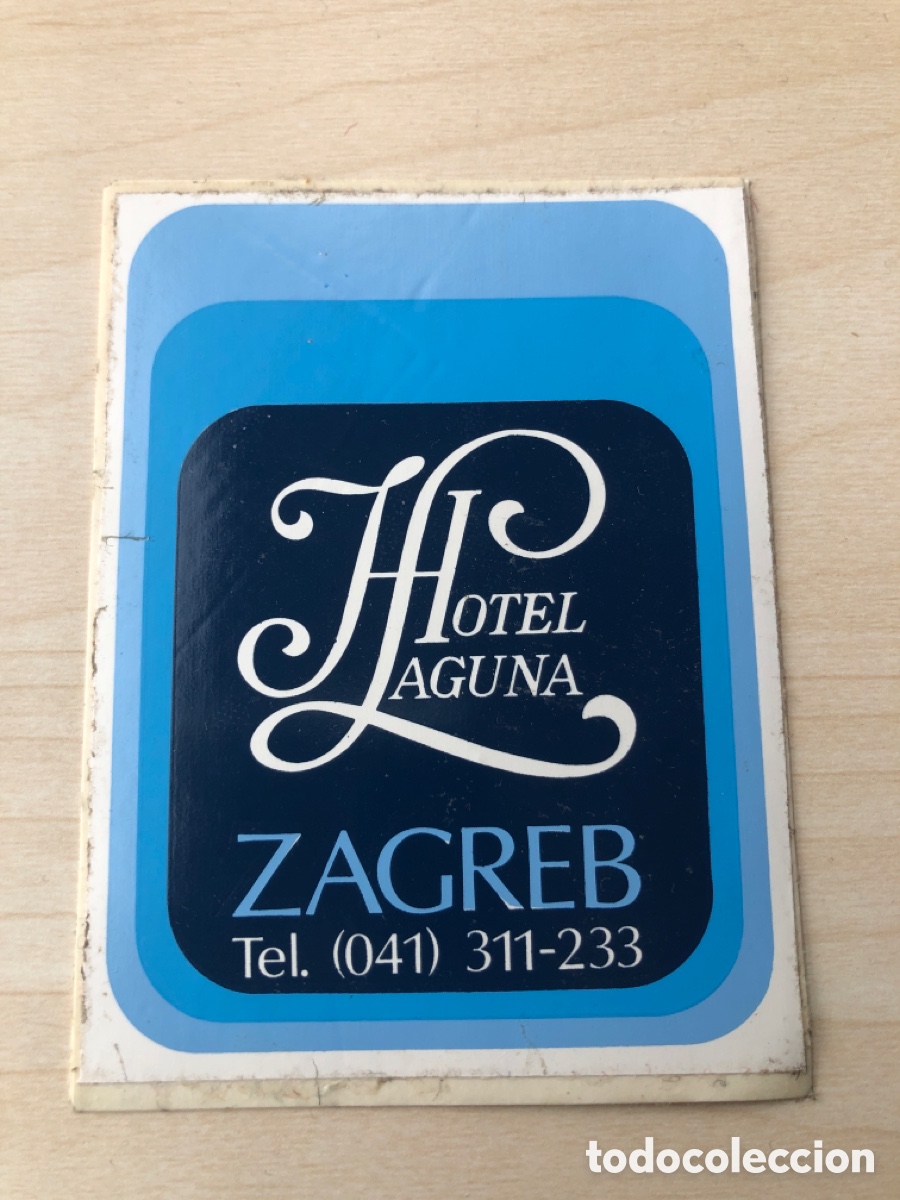 HOTEL
LAGUNA
ZAGREB
Tel. (041) 311-233
todocoleccion